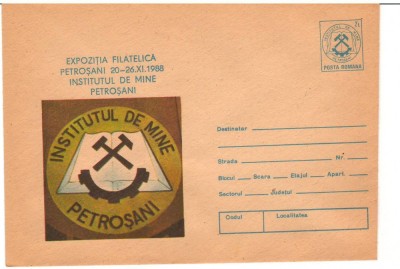 EXPOZIȚIA FILATELICĂ
PETROȘANI 20-26.XI.1988
INSTITUTUL DE MINE
PETROȘANI
POSTA ROMANA
INSTITUTUL DE MINE
PETROȘANI
Destinatar
Strada Nr.
Blocul Scara Etajul Apart.
Sectorul Județul
Codul Localitatea